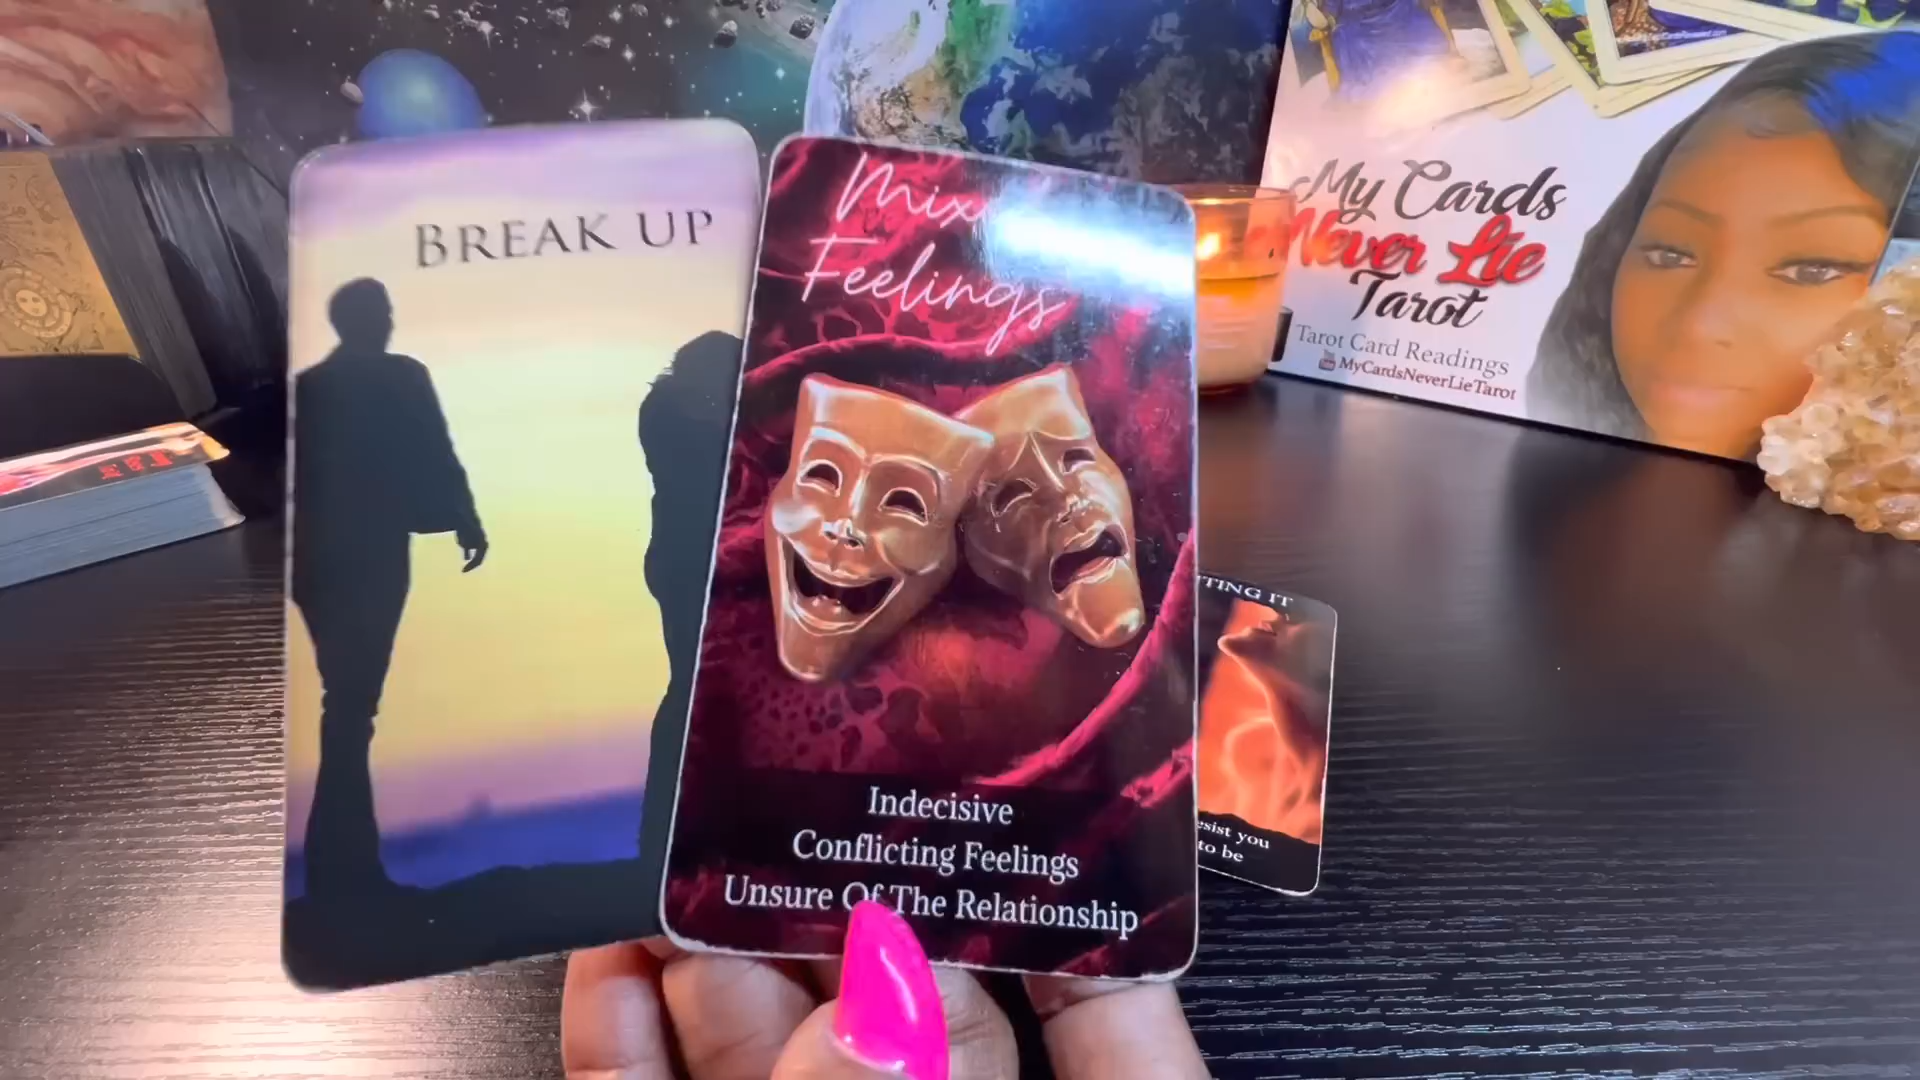 BREAK UP
Feelings
Indecisive
Conflicting Feelings
Unsure Of The Relationship
My Cards
Never Lie
Tarot
Tarot Card Readings
MyCardsNeverLieTarot
TING IT
esist you
to be